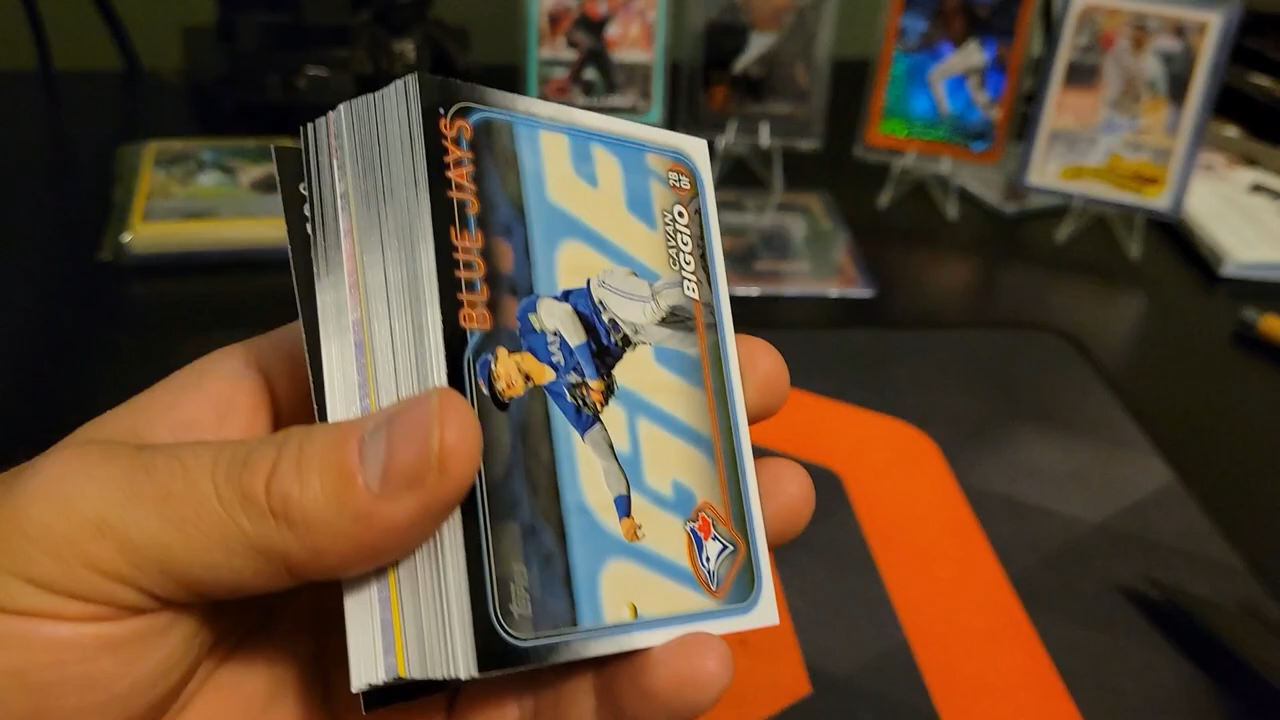 BLUE JAYS
2B
OF
CAVAN
BIGGIO
TOPPS